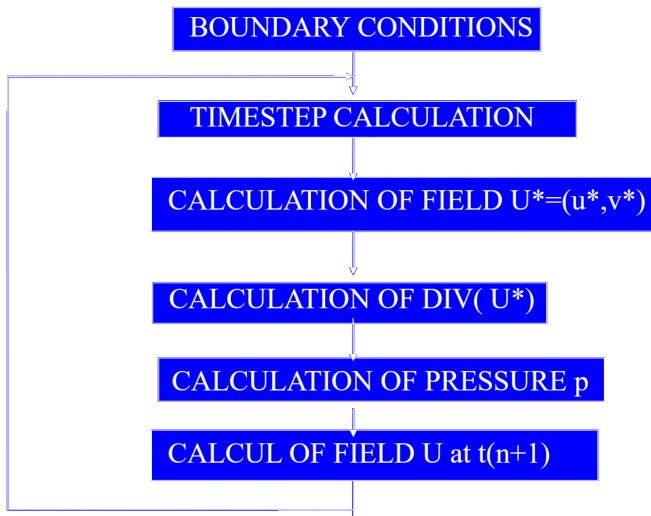 BOUNDARY CONDITIONS
TIMESTEP CALCULATION
CALCULATION OF FIELD U*=(u*,v*)
CALCULATION OF DIV( U*)
CALCULATION OF PRESSURE p
CALCUL OF FIELD U at t(n+1)